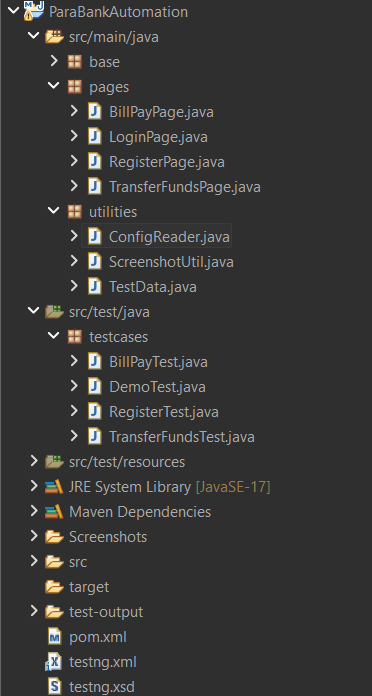 ParaBankAutomation
src/main/java
base
pages
BillPayPage.java
LoginPage.java
RegisterPage.java
TransferFundsPage.java
utilities
ConfigReader.java
ScreenshotUtil.java
TestData.java
src/test/java
testcases
BillPayTest.java
DemoTest.java
RegisterTest.java
TransferFundsTest.java
src/test/resources
JRE System Library [JavaSE-17]
Maven Dependencies
Screenshots
src
target
test-output
pom.xml
testng.xml
testng.xsd